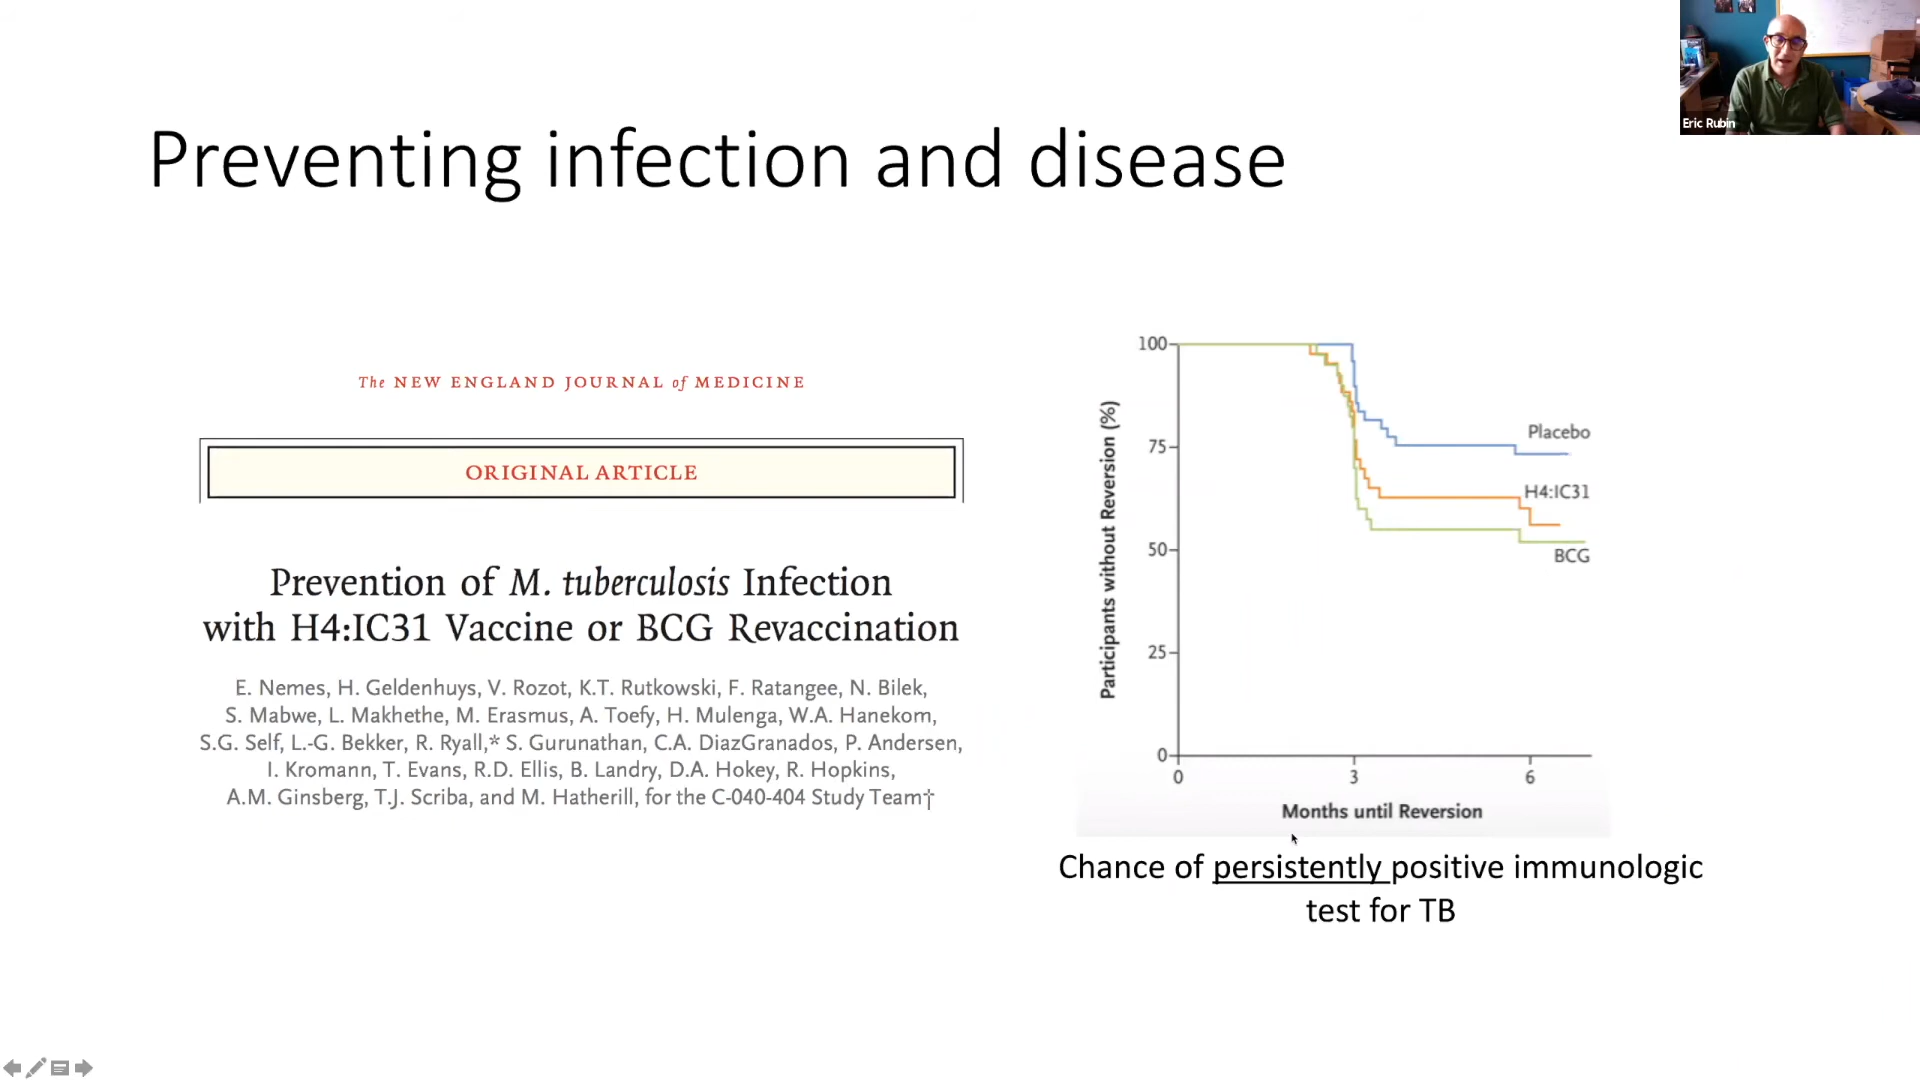 Eric Rubin
Preventing infection and disease
The NEW ENGLAND JOURNAL of MEDICINE
ORIGINAL ARTICLE
Prevention of M. tuberculosis Infection
with H4:IC31 Vaccine or BCG Revaccination
E. Nemes, H. Geldenhuys, V. Rozot, K.T. Rutkowski, F. Ratangee, N. Bilek,
S. Mabwe, L. Makhethe, M. Erasmus, A. Toefy, H. Mulenga, W.A. Hanekom,
S.G. Self, L.-G. Bekker, R. Ryall,* S. Gurunathan, C.A. DiazGranados, P. Andersen,
I. Kromann, T. Evans, R.D. Ellis, B. Landry, D.A. Hokey, R. Hopkins,
A.M. Ginsberg, T.J. Scriba, and M. Hatherill, for the C-040-404 Study Team†
Participants without Reversion (%)
100
75
50
25
0
Placebo
H4:IC31
BCG
0 3 6
Months until Reversion
Chance of persistently positive immunologic
test for TB